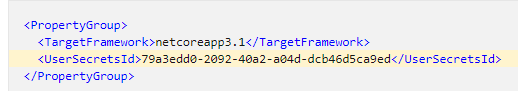 <PropertyGroup>
<TargetFramework>netcoreapp3.1</TargetFramework>
<UserSecretsId>79a3edd0-2092-40a2-a04d-dcb46d5ca9ed</UserSecretsId>
</PropertyGroup>